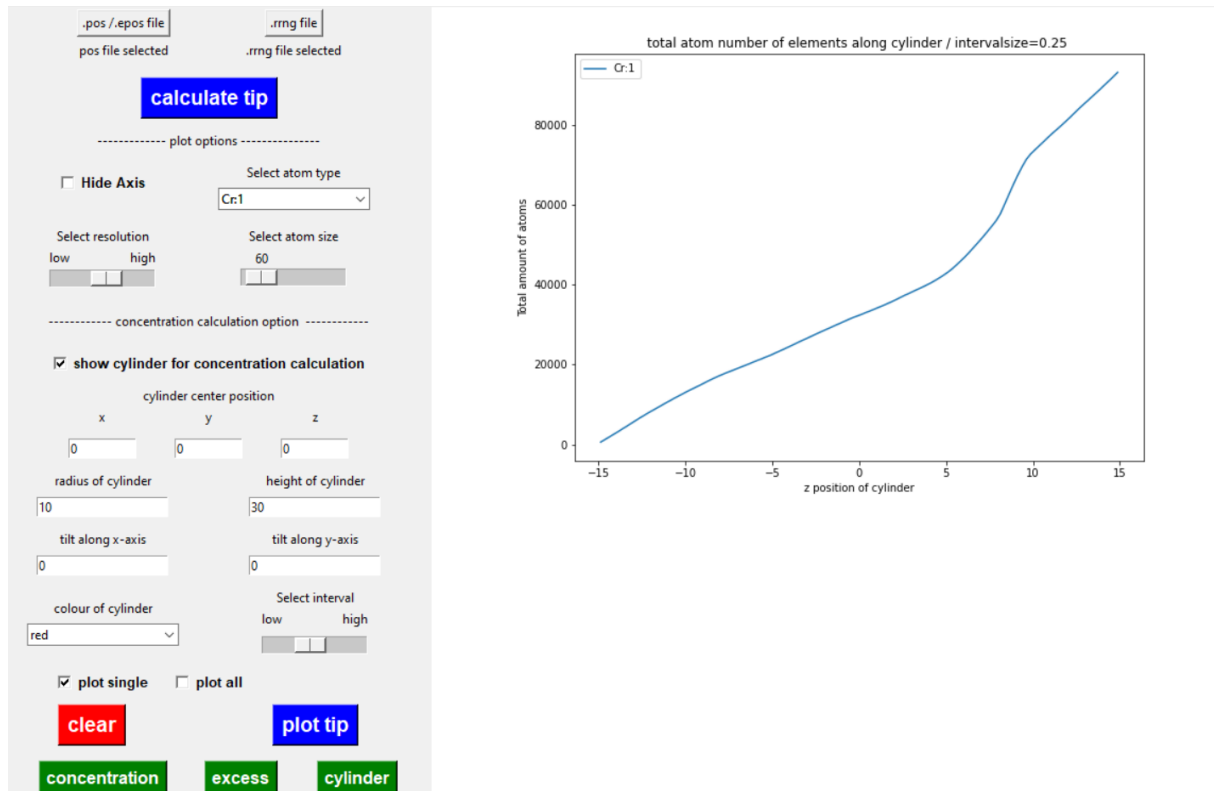 .pos /.epos file .rrng file
pos file selected .rrng file selected
calculate tip
------------- plot options ---------------
Hide Axis
Select atom type
Cr:1
Select resolution
low high
Select atom size
60
------------ concentration calculation option ------------
show cylinder for concentration calculation
cylinder center position
x y z
0 0 0
radius of cylinder height of cylinder
10 30
tilt along x-axis tilt along y-axis
0 0
colour of cylinder
red
Select interval
low high
plot single plot all
clear plot tip
concentration excess cylinder
total atom number of elements along cylinder / intervalsize=0.25
Cr:1
Total amount of atoms
80000
60000
40000
20000
0
−15 −10 −5 0 5 10 15
z position of cylinder